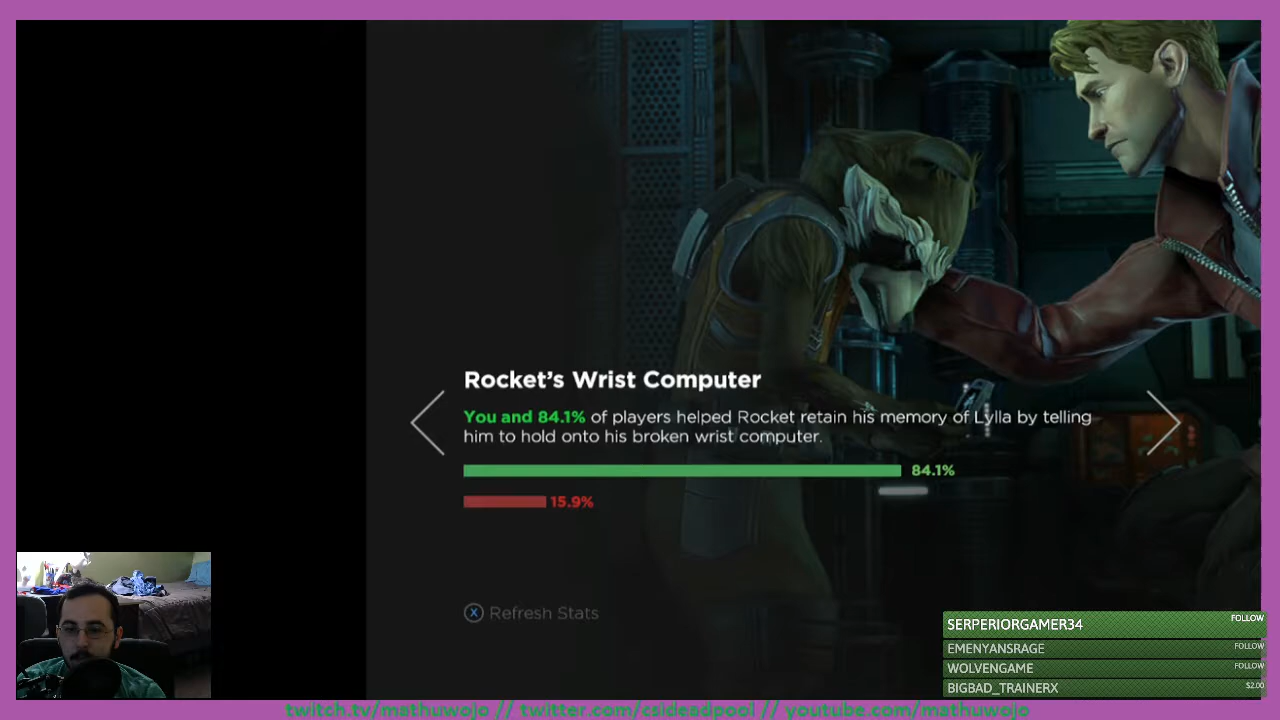 Rocket's Wrist Computer
You and 84.1% of players helped Rocket retain his memory of Lylla by telling
him to hold onto his broken wrist computer.
84.1%
15.9%
X Refresh Stats
SERPERIORGAMER34 FOLLOW
EMENYANSRAGE FOLLOW
WOLVENGAME FOLLOW
BIGBAD_TRAINERX $2.00
twitch.tv/mathuwojo // twitter.com/csideadpool // youtube.com/mathuwojo